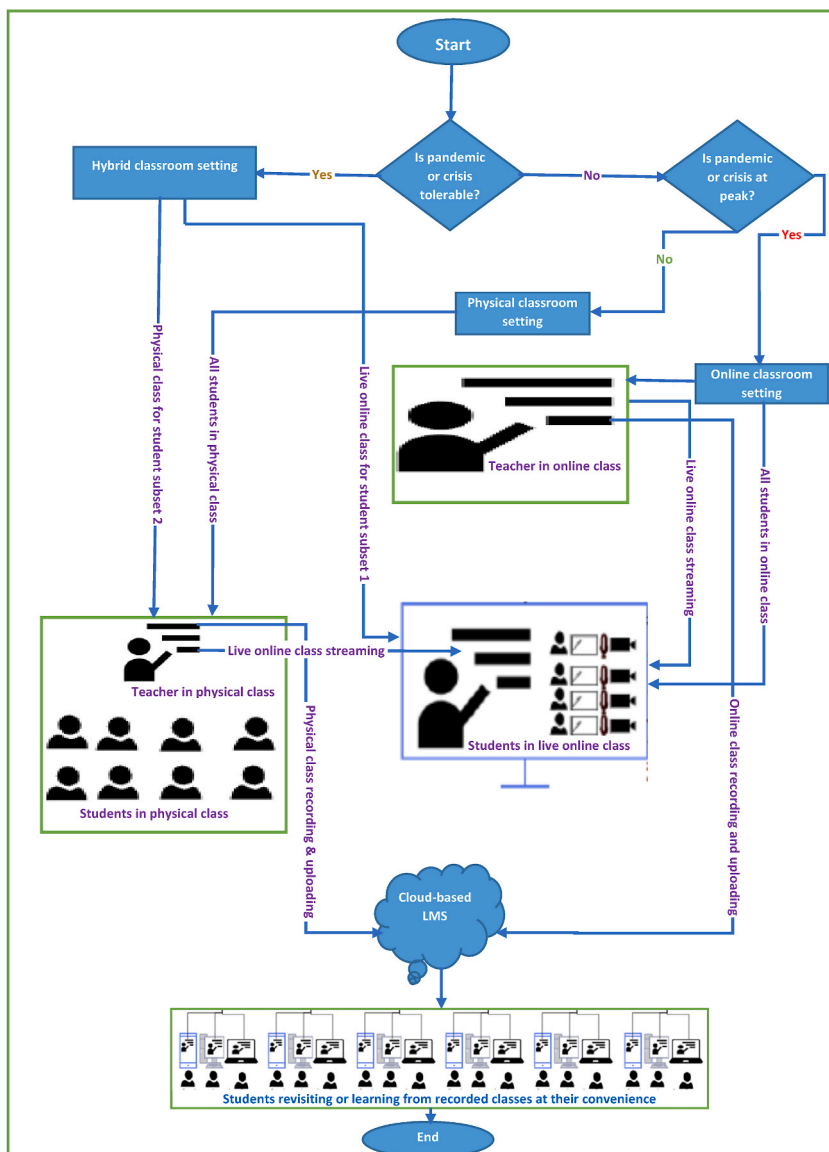 Start
Is pandemic
or crisis
tolerable?
Is pandemic
or crisis at
peak?
Hybrid classroom setting
Yes
No
Yes
No
Physical classroom
setting
Online classroom
setting
Physical class for student subset 2
All students in physical class
Live online class for student subset 1
Teacher in online class
Live online class streaming
All students in online class
Live online class streaming
Teacher in physical class
Students in physical class
Students in live online class
Physical class recording
& uploading
Online class recording and uploading
Cloud-based
LMS
Students revisiting or learning from recorded classes at their convenience
End